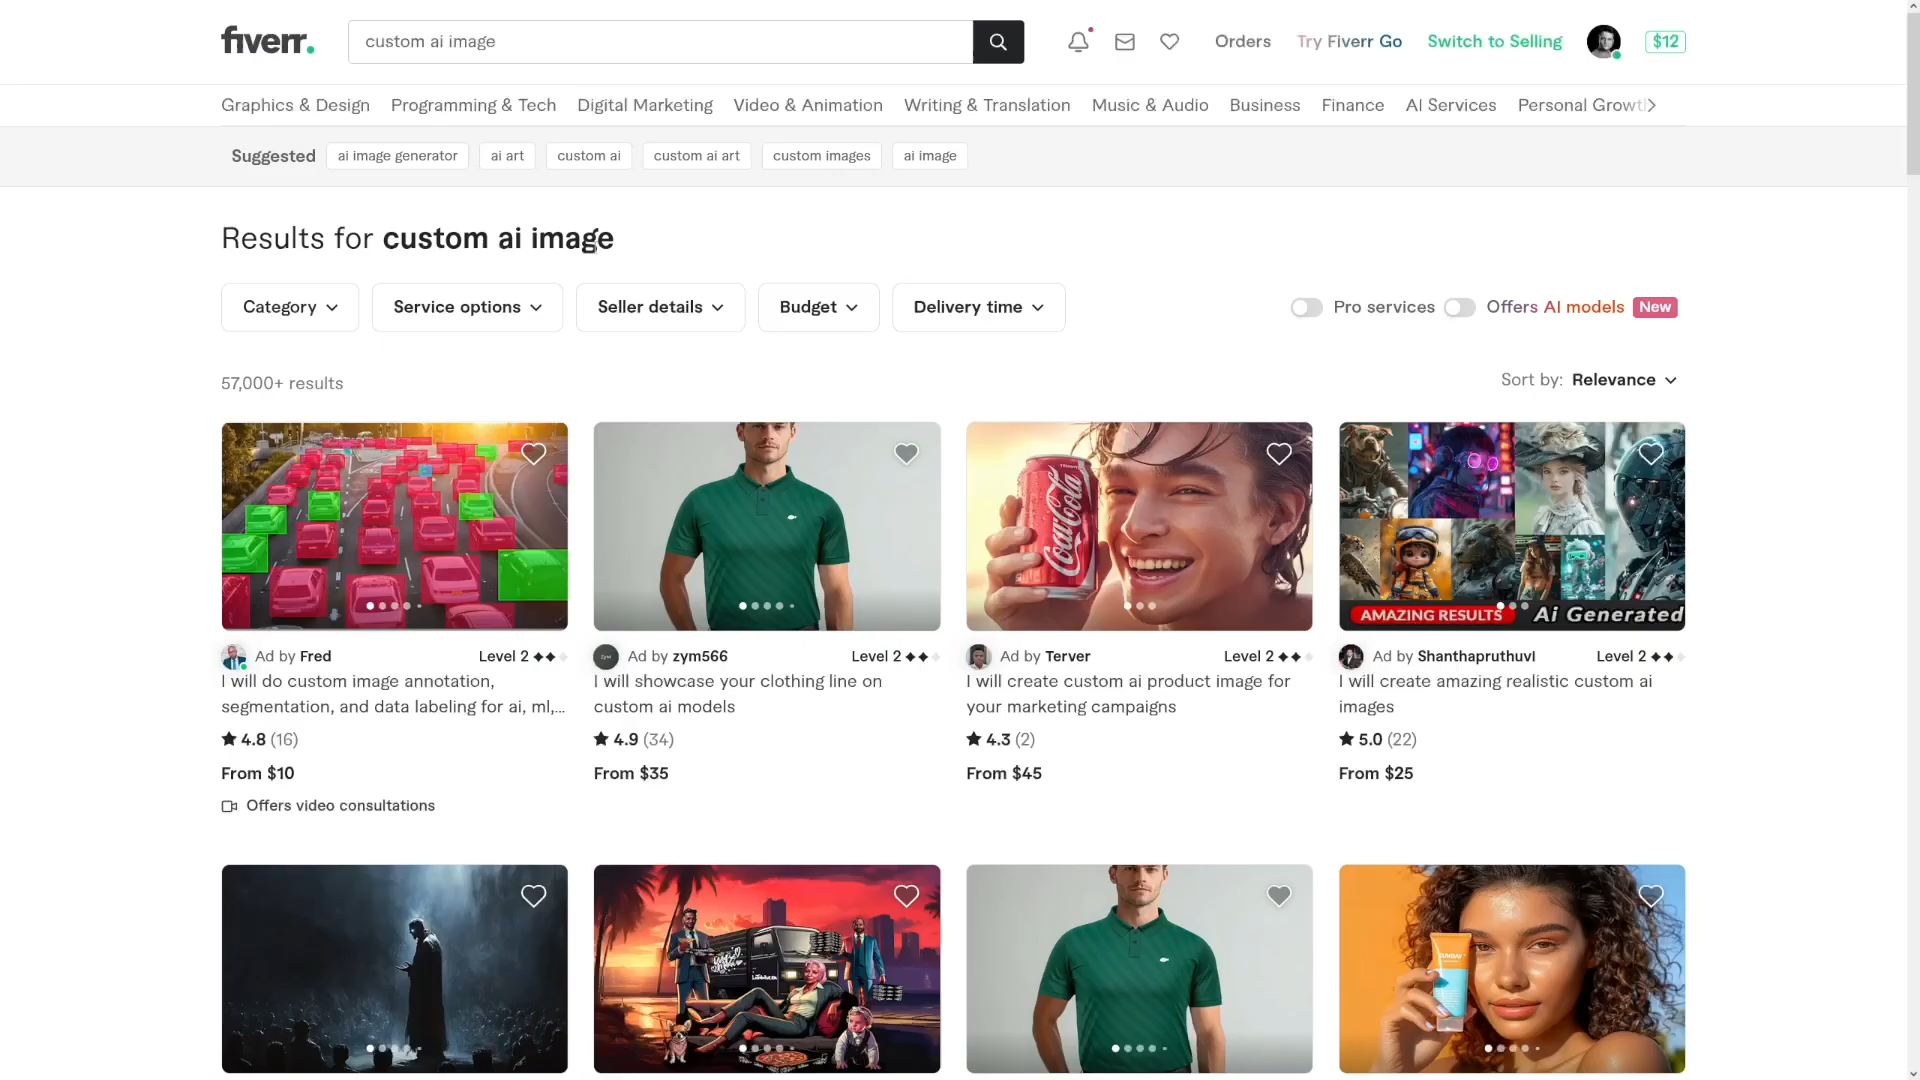 fiverr.
custom ai image
Orders
Try Fiverr Go
Switch to Selling
$12
Graphics & Design
Programming & Tech
Digital Marketing
Video & Animation
Writing & Translation
Music & Audio
Business
Finance
AI Services
Personal Growt
Suggested
ai image generator
ai art
custom ai
custom ai art
custom images
ai image
Results for custom ai image
Category
Service options
Seller details
Budget
Delivery time
Pro services
Offers AI models
New
57,000+ results
Sort by: Relevance
AMAZING RESULTS
Ai Generated
Ad by Fred
Level 2
I will do custom image annotation,
segmentation, and data labeling for ai, ml,...
4.8 (16)
From $10
Offers video consultations
Ad by zym566
Level 2
I will showcase your clothing line on
custom ai models
4.9 (34)
From $35
Ad by Terver
Level 2
I will create custom ai product image for
your marketing campaigns
4.3 (2)
From $45
Ad by Shanthapruthuvl
Level 2
I will create amazing realistic custom ai
images
5.0 (22)
From $25